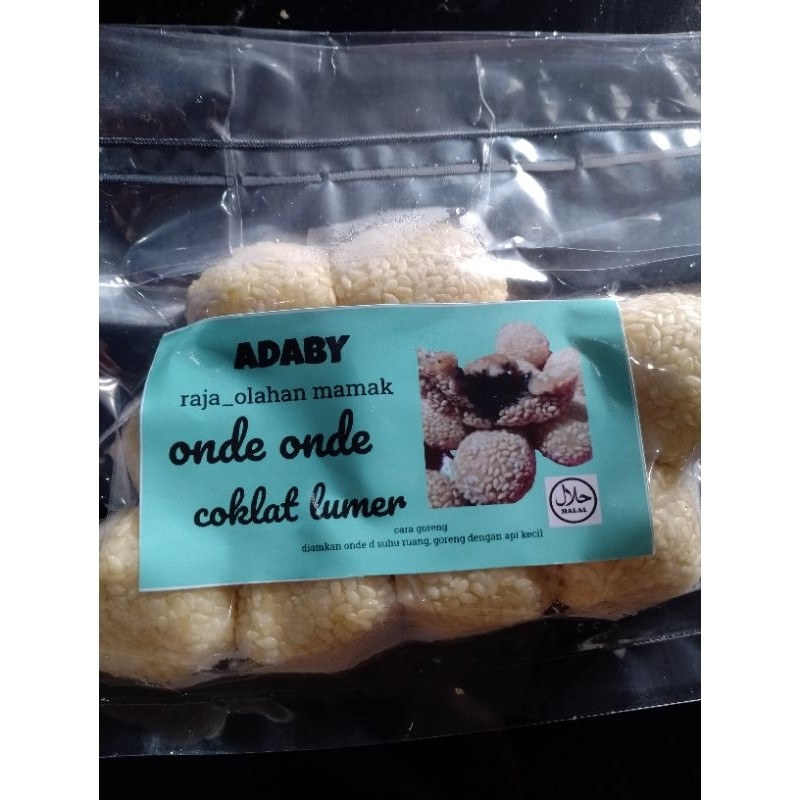 ADABY
raja_olahan mamak
onde onde
coklat lumer
حلال
HALAL
cara goreng
diamkan onde d suhu ruang, goreng dengan api kecil